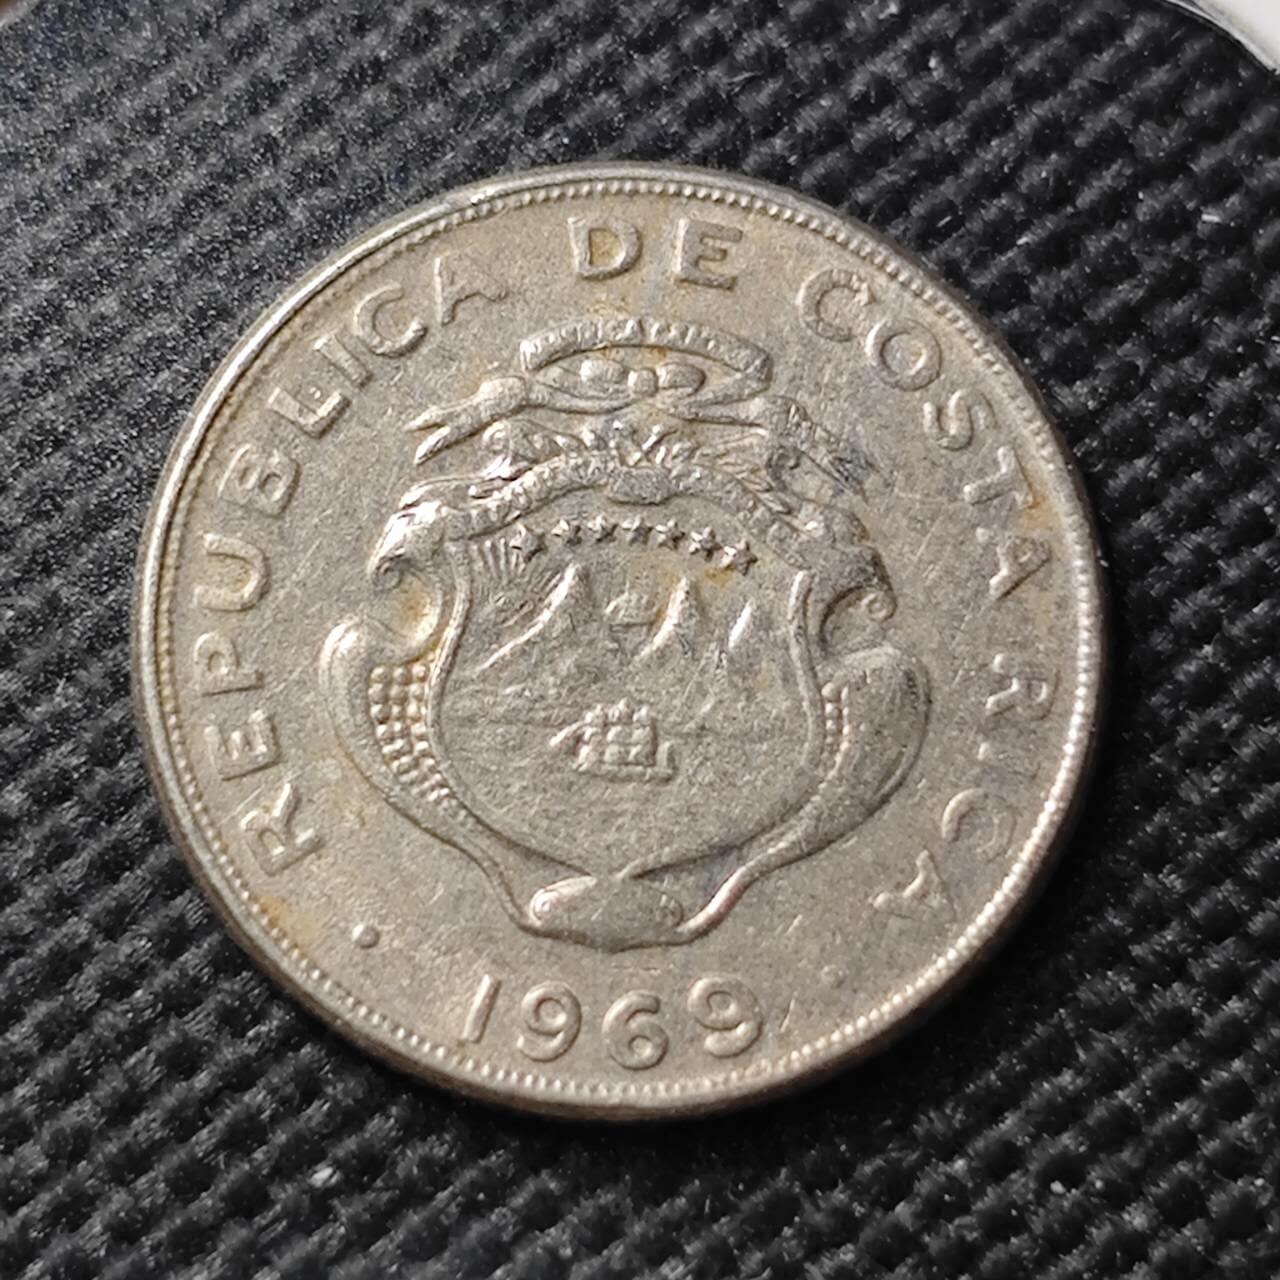 REPUBLICA DE COSTA RICA
1969